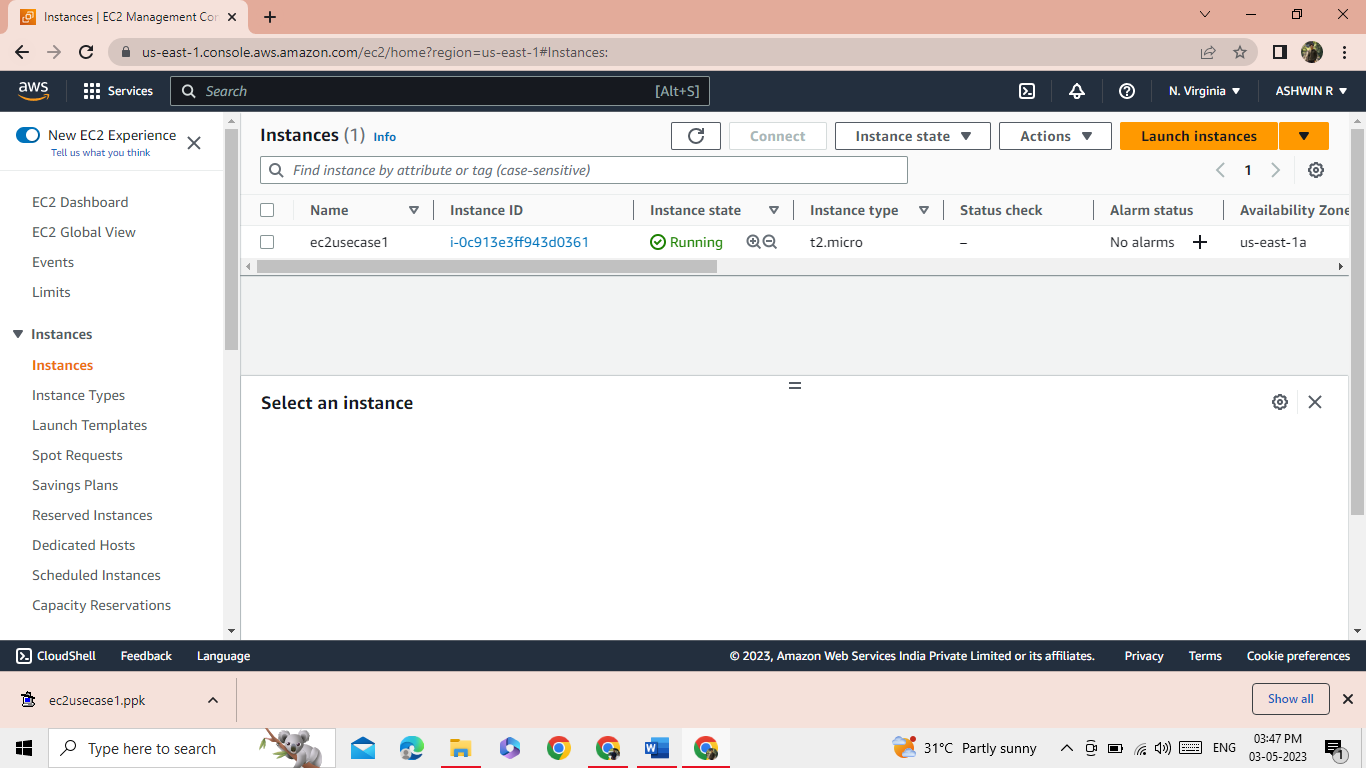 Instances | EC2 Management Con
us-east-1.console.aws.amazon.com/ec2/home?region=us-east-1#Instances:
aws Services Search [Alt+S] N. Virginia ASHWIN R
New EC2 Experience
Tell us what you think
Instances (1) Info Connect Instance state Actions Launch instances
Find instance by attribute or tag (case-sensitive) 1
Name Instance ID Instance state Instance type Status check Alarm status Availability Zone
ec2usecase1 i-0c913e3ff943d0361 Running t2.micro – No alarms us-east-1a
EC2 Dashboard
EC2 Global View
Events
Limits
Instances
Instances
Instance Types
Launch Templates
Spot Requests
Savings Plans
Reserved Instances
Dedicated Hosts
Scheduled Instances
Capacity Reservations
Select an instance
CloudShell Feedback Language © 2023, Amazon Web Services India Private Limited or its affiliates. Privacy Terms Cookie preferences
ec2usecase1.ppk Show all
Type here to search 31°C Partly sunny ENG 03:47 PM
03-05-2023 1